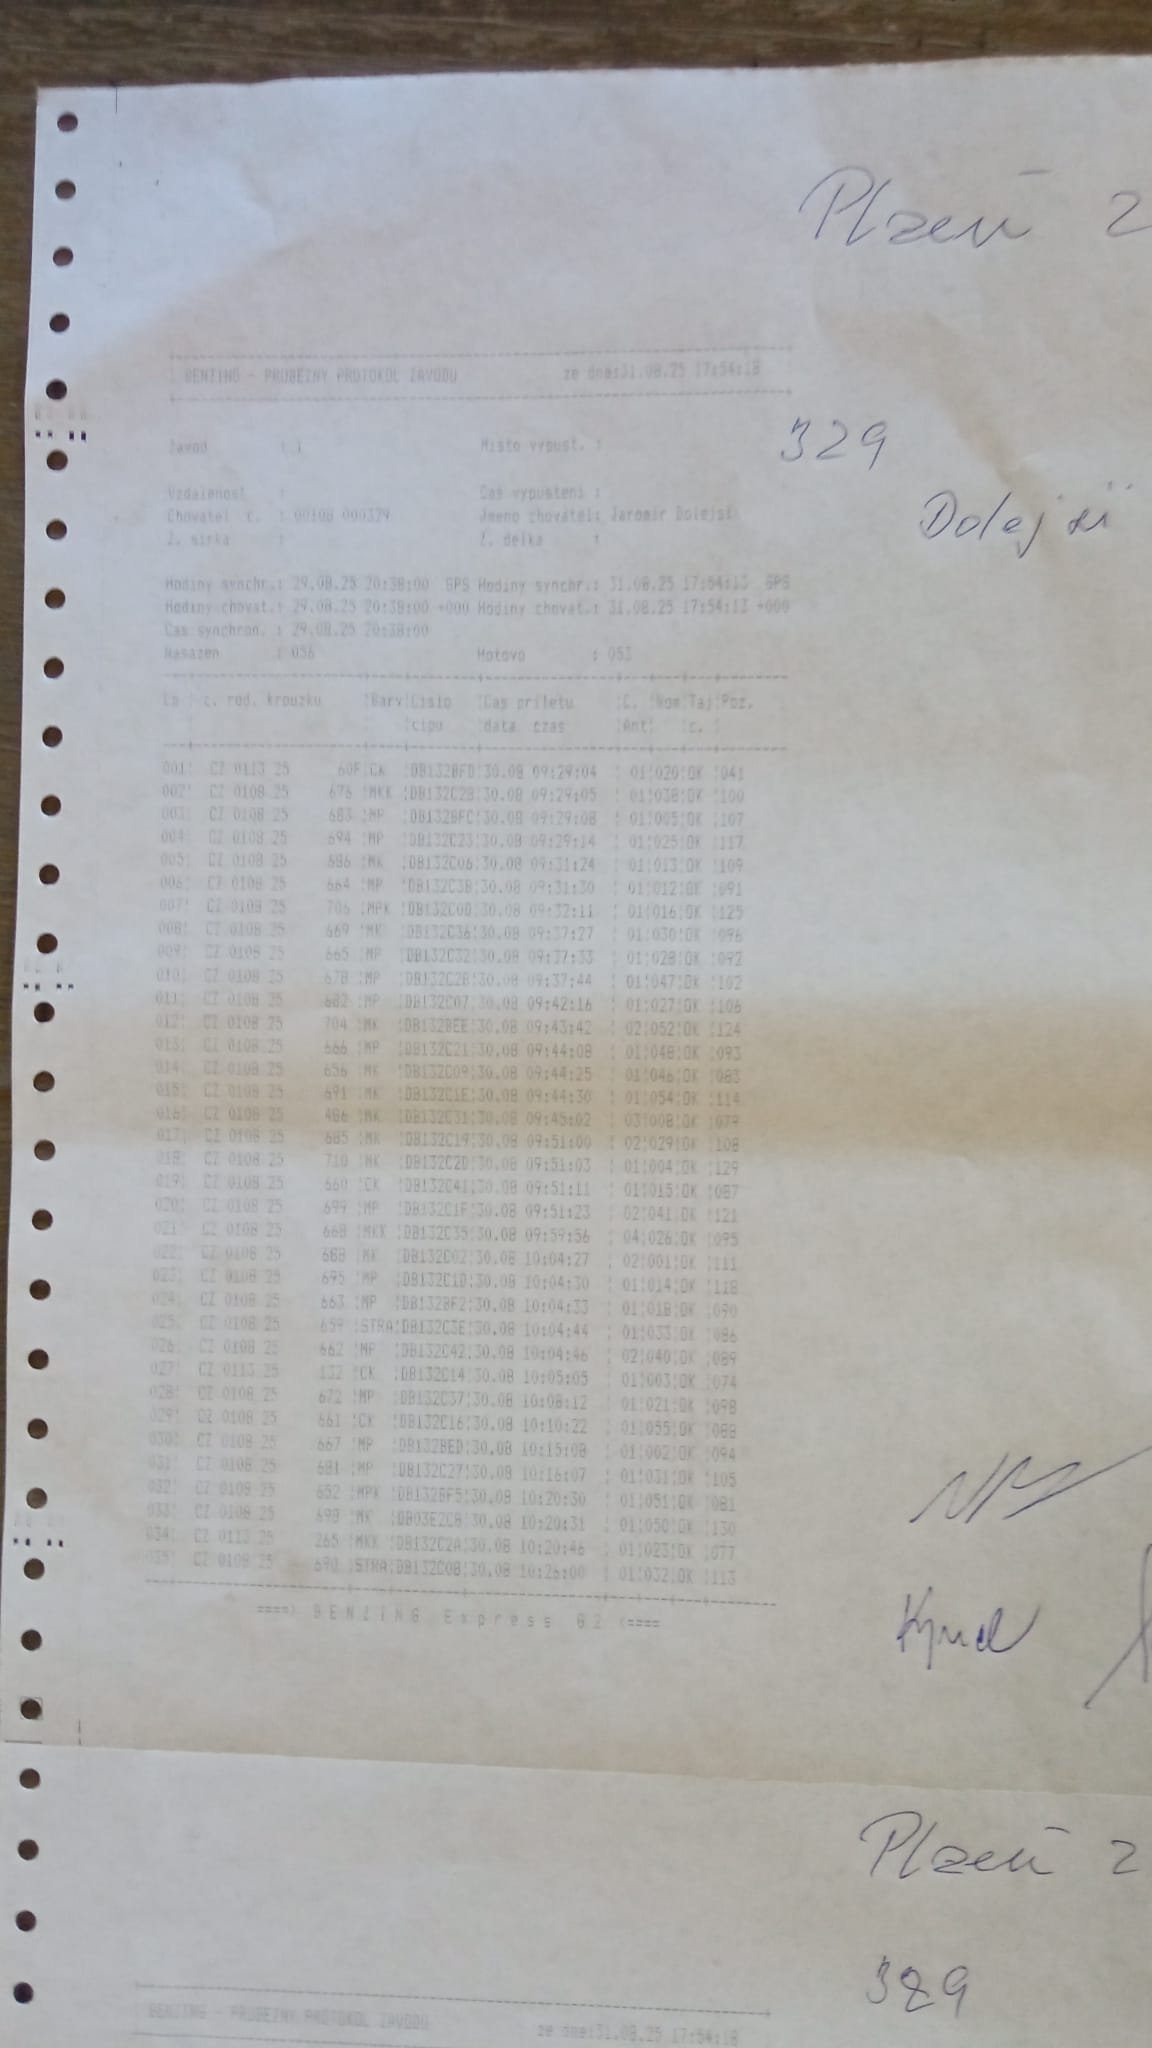 Plzeň 2
BENZING - PRUBEZNY PROTOKOL ZAVODU ze dne:31.08.25 17:54:18
329
Zavod : 1 Misto vypust. :
Vzdalenost : Cas vypusteni :
Chovatel c. : 00108 000329 Jmeno chovatel: Jaromir Dolejsi
Dolejší
Z. sirka : Z. delka :
Hodiny synchr.: 29.08.25 20:38:00 GPS Hodiny synchr.: 31.08.25 17:54:13 GPS
Hodiny chovat.: 29.08.25 20:38:00 +000 Hodiny chovat.: 31.08.25 17:54:13 +000
Cas synchron. : 29.08.25 20:38:00
Nasazen : 056 Hotovo : 053
Lp c. rod. krouzku Barv Cislo Cas priletu C. Nom Taj Poz.
cipu data czas Ant c.
001 CZ 0113 25 60F CK DB132BFD 30.08 09:29:04 01 020 OK 041
002 CZ 0108 25 676 MKK DB132C2B 30.08 09:29:05 01 038 OK 100
003 CZ 0108 25 683 MP DB132BFC 30.08 09:29:08 01 005 OK 107
004 CZ 0108 25 694 MP DB132C23 30.08 09:29:14 01 025 OK 117
005 CZ 0108 25 686 MK DB132C06 30.08 09:31:24 01 013 OK 109
006 CZ 0108 25 664 MP DB132C3B 30.08 09:31:30 01 012 OK 091
007 CZ 0108 25 706 MPK DB132C0D 30.08 09:32:11 01 016 OK 125
008 CZ 0108 25 669 MK DB132C36 30.08 09:37:27 01 030 OK 096
009 CZ 0108 25 665 MP DB132C32 30.08 09:37:33 01 028 OK 092
010 CZ 0108 25 678 MP DB132C28 30.08 09:37:44 01 047 OK 102
011 CZ 0108 25 682 MP DB132C07 30.08 09:42:16 01 027 OK 106
012 CZ 0108 25 704 MK DB132BEE 30.08 09:43:42 02 052 OK 124
013 CZ 0108 25 666 MP DB132C21 30.08 09:44:08 01 048 OK 093
014 CZ 0108 25 656 MK DB132C09 30.08 09:44:25 01 046 OK 083
015 CZ 0108 25 691 MK DB132C1E 30.08 09:44:30 01 054 OK 114
016 CZ 0108 25 486 MK DB132C31 30.08 09:45:02 03 008 OK 079
017 CZ 0108 25 685 MK DB132C19 30.08 09:51:00 02 029 OK 108
018 CZ 0108 25 710 MK DB132C2D 30.08 09:51:03 01 004 OK 129
019 CZ 0108 25 660 CK DB132C41 30.08 09:51:11 01 015 OK 087
020 CZ 0108 25 699 MP DB132C1F 30.08 09:51:23 02 041 OK 121
021 CZ 0108 25 668 MKK DB132C35 30.08 09:59:56 04 026 OK 095
022 CZ 0108 25 688 MK DB132C02 30.08 10:04:27 02 001 OK 111
023 CZ 0108 25 695 MP DB132C1D 30.08 10:04:30 01 014 OK 118
024 CZ 0108 25 663 MP DB132BF2 30.08 10:04:33 01 018 OK 090
025 CZ 0108 25 659 STRA DB132C3E 30.08 10:04:44 01 033 OK 086
026 CZ 0108 25 662 MP DB132C42 30.08 10:04:46 02 040 OK 089
027 CZ 0113 25 132 CK DB132C14 30.08 10:05:05 01 003 OK 074
028 CZ 0108 25 672 MP DB132C37 30.08 10:08:12 01 021 OK 098
029 CZ 0108 25 661 CK DB132C16 30.08 10:10:22 01 055 OK 088
030 CZ 0108 25 667 MP DB132BED 30.08 10:15:08 01 002 OK 094
031 CZ 0108 25 681 MP DB132C27 30.08 10:16:07 01 031 OK 105
032 CZ 0108 25 652 MPK DB132BF5 30.08 10:20:30 01 051 OK 081
033 CZ 0108 25 698 MK DB03E2C8 30.08 10:20:31 01 050 OK 130
034 CZ 0113 25 265 MKK DB132C2A 30.08 10:20:46 01 023 OK 077
035 CZ 0108 25 690 STRA DB132C08 30.08 10:26:00 01 032 OK 113
====> BENZING Express G2 <====
Plzeň 2
329
BENZING - PRUBEZNY PROTOKOL ZAVODU ze dne:31.08.25 17:54:18